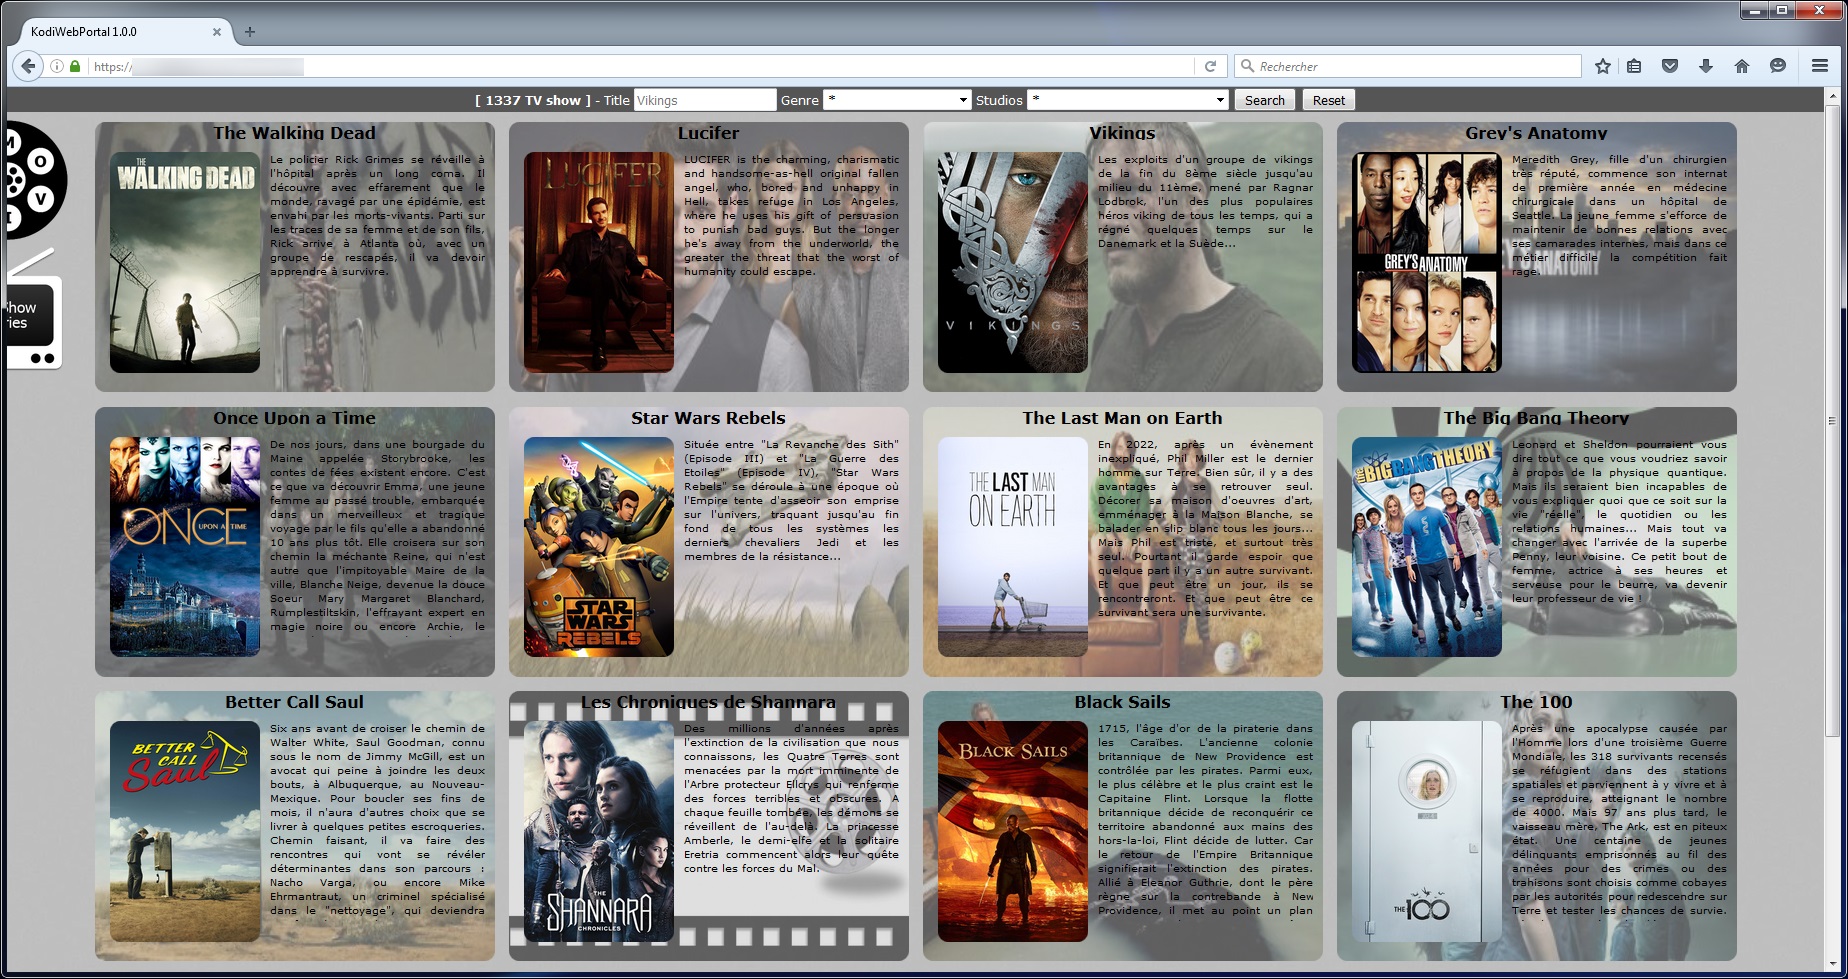 KodiWebPortal 1.0.0
https://
Rechercher
[ 1337 TV show ] - Title Vikings Genre * Studios * Search Reset
M
O
V
I
Show
ries
The Walking Dead
THE
WALKING DEAD
Le policier Rick Grimes se réveille à
l'hôpital après un long coma. Il
découvre avec effarement que le
monde, ravagé par une épidémie, est
envahi par les morts-vivants. Parti sur
les traces de sa femme et de son fils,
Rick arrive à Atlanta où, avec un
groupe de rescapés, il va devoir
apprendre à survivre.
Lucifer
LUCIFER
LUCIFER is the charming, charismatic
and handsome-as-hell original fallen
angel, who, bored and unhappy in
Hell, takes refuge in Los Angeles,
where he uses his gift of persuasion
to punish bad guys. But the longer
he's away from the underworld, the
greater the threat that the worst of
humanity could escape.
Vikings
VIKINGS
Les exploits d'un groupe de vikings
de la fin du 8ème siècle jusqu'au
milieu du 11ème, mené par Ragnar
Lodbrok, l'un des plus populaires
héros viking de tous les temps, qui a
régné quelques temps sur le
Danemark et la Suède...
Grey's Anatomy
GREY'S ANATOMY
Meredith Grey, fille d'un chirurgien
très réputé, commence son internat
de première année en médecine
chirurgicale dans un hôpital de
Seattle. La jeune femme s'efforce de
maintenir de bonnes relations avec
ses camarades internes, mais dans ce
métier difficile la compétition fait
rage.
Once Upon a Time
ONCE
UPON A TIME
De nos jours, dans une bourgade du
Maine appelée Storybrooke, les
contes de fées existent encore. C'est
ce que va découvrir Emma, une jeune
femme au passé trouble, embarquée
dans un merveilleux et tragique
voyage par le fils qu'elle a abandonné
10 ans plus tôt. Elle croisera sur son
chemin la méchante Reine, qui n'est
autre que l'impitoyable Maire de la
ville, Blanche Neige, devenue la douce
Soeur Mary Margaret Blanchard,
Rumplestiltskin, l'effrayant expert en
magie noire ou encore Archie, le
Star Wars Rebels
STAR
WARS
REBELS
Située entre "La Revanche des Sith"
(Episode III) et "La Guerre des
Etoiles" (Episode IV), "Star Wars
Rebels" se déroule à une époque où
l'Empire tente d'asseoir son emprise
sur l'univers, traquant jusqu'au fin
fond de tous les systèmes les
derniers chevaliers Jedi et les
membres de la résistance...
The Last Man on Earth
THE LAST MAN
ON EARTH
En 2022, après un évènement
inexpliqué, Phil Miller est le dernier
homme sur Terre. Bien sûr, il y a des
avantages à se retrouver seul.
Décorer sa maison d'oeuvres d'art,
emménager à la Maison Blanche, se
balader en slip blanc tous les jours...
Mais Phil est triste, et surtout très
seul. Pourtant il garde espoir que
quelque part il y a un autre survivant.
Et que peut être un jour, ils se
rencontreront. Et que peut être ce
survivant sera une survivante.
The Big Bang Theory
THE BIG BANG THEORY
Leonard et Sheldon pourraient vous
dire tout ce que vous voudriez savoir
à propos de la physique quantique.
Mais ils seraient bien incapables de
vous expliquer quoi que ce soit sur la
vie "réelle", le quotidien ou les
relations humaines... Mais tout va
changer avec l'arrivée de la superbe
Penny, leur voisine. Ce petit bout de
femme, actrice à ses heures et
serveuse pour le beurre, va devenir
leur professeur de vie !
Better Call Saul
BETTER
CALL
Saul
Six ans avant de croiser le chemin de
Walter White, Saul Goodman, connu
sous le nom de Jimmy McGill, est un
avocat qui peine à joindre les deux
bouts, à Albuquerque, au Nouveau-
Mexique. Pour boucler ses fins de
mois, il n'aura d'autres choix que se
livrer à quelques petites escroqueries.
Chemin faisant, il va faire des
rencontres qui vont se révéler
déterminantes dans son parcours :
Nacho Varga, ou encore Mike
Ehrmantraut, un criminel spécialisé
dans le "nettoyage", qui deviendra
Les Chroniques de Shannara
THE
SHANNARA
CHRONICLES
Des millions d'années après
l'extinction de la civilisation que nous
connaissons, les Quatre Terres sont
menacées par la mort imminente de
l'Arbre protecteur Ellcrys qui renferme
des forces terribles et obscures. A
chaque feuille tombée, les démons se
réveillent de l'au-delà. La princesse
Amberle, le demi-elfe et la solitaire
Eretria commencent alors leur quête
contre les forces du Mal.
Black Sails
BLACK SAILS
1715, l'âge d'or de la piraterie dans
les Caraïbes. L'ancienne colonie
britannique de New Providence est
contrôlée par les pirates. Parmi eux,
le plus célèbre et le plus craint est le
Capitaine Flint. Lorsque la flotte
britannique décide de reconquérir ce
territoire abandonné aux mains des
hors-la-loi, Flint décide de lutter. Car
le retour de l'Empire Britannique
signifierait l'extinction des pirates.
Allié à Eleanor Guthrie, dont le père
règne sur la contrebande à New
Providence, il met au point un plan
The 100
THE 100
Après une apocalypse causée par
l'Homme lors d'une troisième Guerre
Mondiale, les 318 survivants recensés
se réfugient dans des stations
spatiales et parviennent à y vivre et à
se reproduire, atteignant le nombre
de 4000. Mais 97 ans plus tard, le
vaisseau mère, The Ark, est en piteux
état. Une centaine de jeunes
délinquants emprisonnés au fil des
années pour des crimes ou des
trahisons sont choisis comme cobayes
par les autorités pour redescendre sur
Terre et tester les chances de survie.